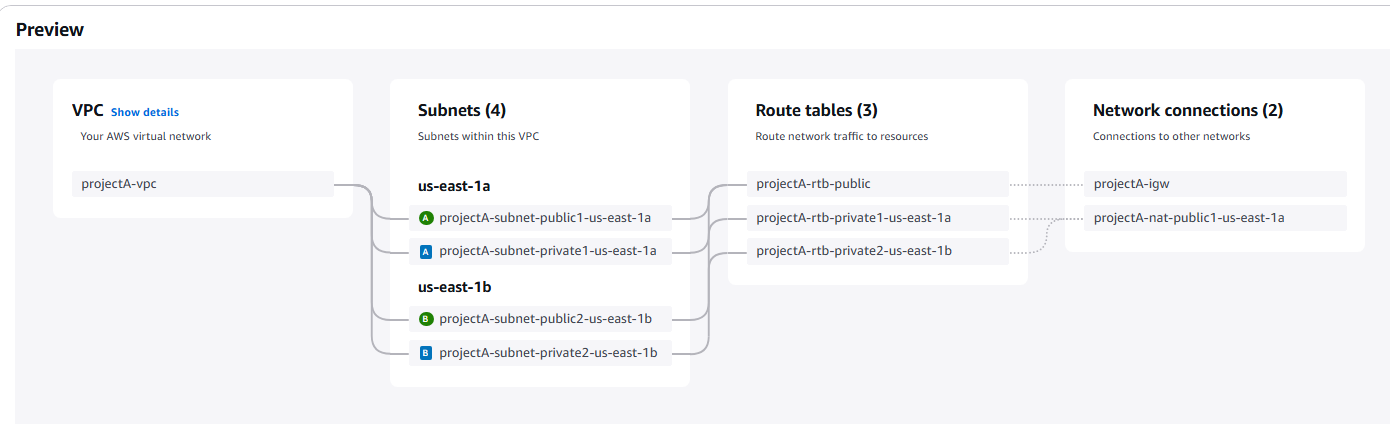 Preview
VPC Show details
Your AWS virtual network
projectA-vpc
Subnets (4)
Subnets within this VPC
us-east-1a
A projectA-subnet-public1-us-east-1a
A projectA-subnet-private1-us-east-1a
us-east-1b
B projectA-subnet-public2-us-east-1b
B projectA-subnet-private2-us-east-1b
Route tables (3)
Route network traffic to resources
projectA-rtb-public
projectA-rtb-private1-us-east-1a
projectA-rtb-private2-us-east-1b
Network connections (2)
Connections to other networks
projectA-igw
projectA-nat-public1-us-east-1a